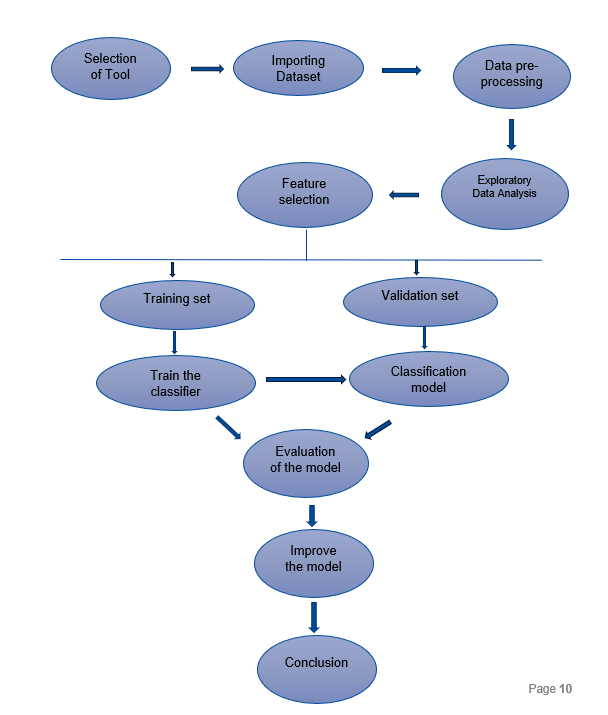 Selection
of Tool
Importing
Dataset
Data pre-
processing
Exploratory
Data Analysis
Feature
selection
Training set
Validation set
Train the
classifier
Classification
model
Evaluation
of the model
Improve
the model
Conclusion
Page 10